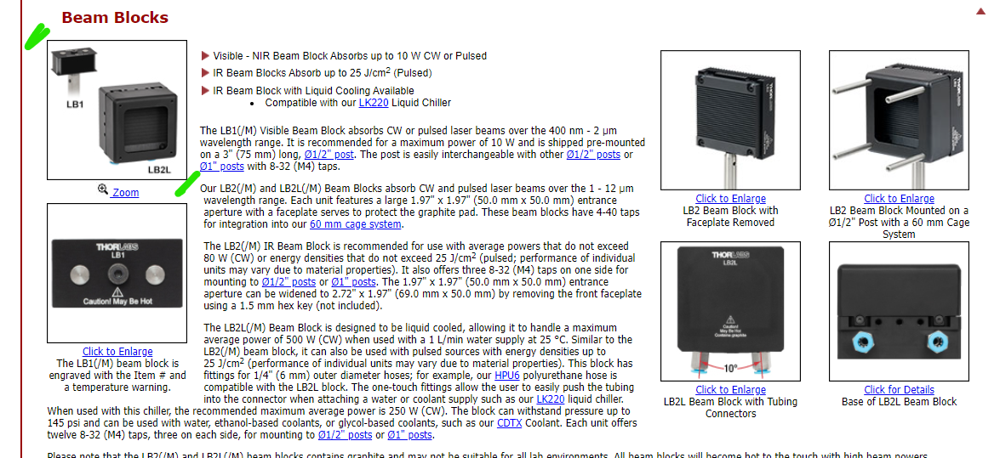 Beam Blocks
LB1
LB2L
Zoom
Visible - NIR Beam Block Absorbs up to 10 W CW or Pulsed
IR Beam Blocks Absorb up to 25 J/cm2 (Pulsed)
IR Beam Block with Liquid Cooling Available
• Compatible with our LK220 Liquid Chiller
The LB1(/M) Visible Beam Block absorbs CW or pulsed laser beams over the 400 nm - 2 µm
wavelength range. It is recommended for a maximum power of 10 W and is shipped pre-mounted
on a 3" (75 mm) long, Ø1/2" post. The post is easily interchangeable with other Ø1/2" posts or
Ø1" posts with 8-32 (M4) taps.
Our LB2(/M) and LB2L(/M) Beam Blocks absorb CW and pulsed laser beams over the 1 - 12 µm
wavelength range. Each unit features a large 1.97" x 1.97" (50.0 mm x 50.0 mm) entrance
aperture with a faceplate serves to protect the graphite pad. These beam blocks have 4-40 taps
for integration into our 60 mm cage system.
THORLABS
LB1
Caution! May Be Hot
Click to Enlarge
The LB1(/M) beam block is
engraved with the Item # and
a temperature warning.
The LB2(/M) IR Beam Block is recommended for use with average powers that do not exceed
80 W (CW) or energy densities that do not exceed 25 J/cm2 (pulsed; performance of individual
units may vary due to material properties). It also offers three 8-32 (M4) taps on one side for
mounting to Ø1/2" posts or Ø1" posts. The 1.97" x 1.97" (50.0 mm x 50.0 mm) entrance
aperture can be widened to 2.72" x 1.97" (69.0 mm x 50.0 mm) by removing the front faceplate
using a 1.5 mm hex key (not included).
The LB2L(/M) Beam Block is designed to be liquid cooled, allowing it to handle a maximum
average power of 500 W (CW) when used with a 1 L/min water supply at 25 °C. Similar to the
LB2(/M) beam block, it can also be used with pulsed sources with energy densities up to
25 J/cm2 (performance of individual units may vary due to material properties). This block has
fittings for 1/4" (6 mm) outer diameter hoses; for example, our HPU6 polyurethane hose is
compatible with the LB2L block. The one-touch fittings allow the user to easily push the tubing
into the connector when attaching a water or coolant supply such as our LK220 liquid chiller.
When used with this chiller, the recommended maximum average power is 250 W (CW). The block can withstand pressure up to
145 psi and can be used with water, ethanol-based coolants, or glycol-based coolants, such as our CDTX Coolant. Each unit offers
twelve 8-32 (M4) taps, three on each side, for mounting to Ø1/2" posts or Ø1" posts.
Please note that the LB2(/M) and LB2L(/M) beam blocks contains graphite and may not be suitable for all lab environments. All beam blocks will become hot to the touch with high beam powers
THORLABS
LB2
Click to Enlarge
LB2 Beam Block with
Faceplate Removed
THORLABS
LB2
Click to Enlarge
LB2 Beam Block Mounted on a
Ø1/2" Post with a 60 mm Cage
System
THORLABS
LB2L
Caution!
May Be Hot
Contains graphite
10°
Click to Enlarge
LB2L Beam Block with Tubing
Connectors
Click for Details
Base of LB2L Beam Block